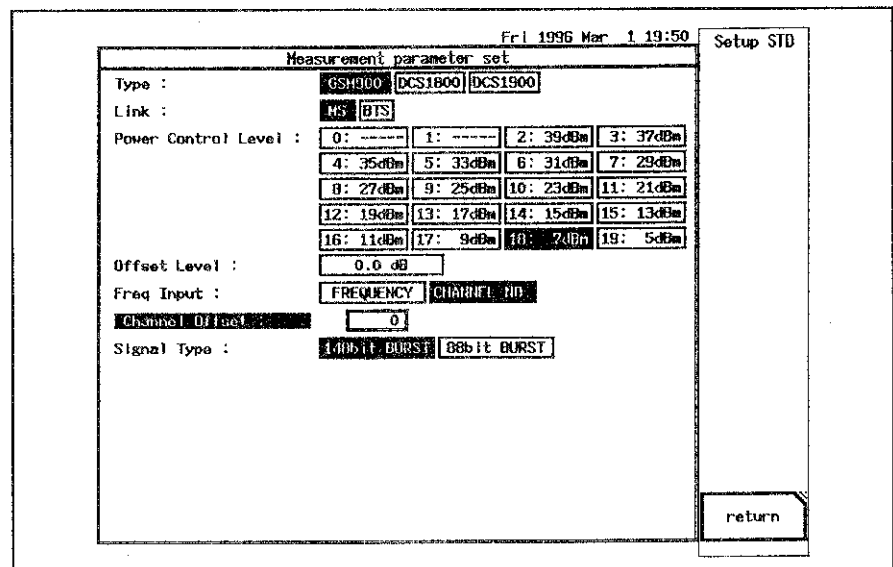 Fri 1996 Mar 1 19:50
Setup STD
Measurement parameter set
Type : GSM900 DCS1800 DCS1900
Link : MS BTS
Power Control Level : 0: ----- 1: ----- 2: 39dBm 3: 37dBm
4: 35dBm 5: 33dBm 6: 31dBm 7: 29dBm
8: 27dBm 9: 25dBm 10: 23dBm 11: 21dBm
12: 19dBm 13: 17dBm 14: 15dBm 15: 13dBm
16: 11dBm 17: 9dBm 18: 7dBm 19: 5dBm
Offset Level : 0.0 dB
Freq Input : FREQUENCY CHANNEL NO.
Channel Offset : 0
Signal Type : 148bit BURST 88bit BURST
return